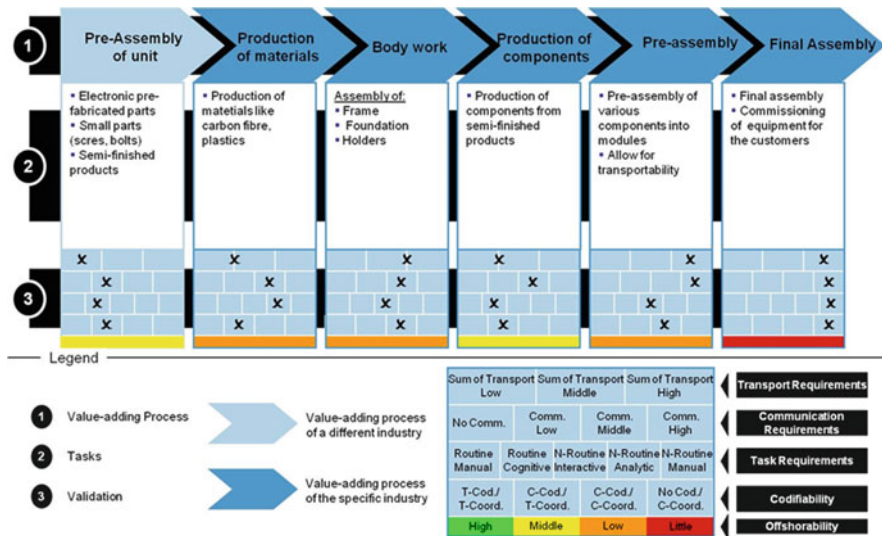 1
Pre-Assembly
of unit
Production
of materials
Body work
Production of
components
Pre-assembly
Final Assembly
2
▪ Electronic pre-
fabricated parts
▪ Small parts
(scres, bolts)
▪ Semi-finished
products
▪ Production of
matetials like
carbon fibre,
plastics
Assembly of:
▪ Frame
▪ Foundation
▪ Holders
▪ Production of
components from
semi-finished
products
▪ Pre-assembly of
various
components into
modules
▪ Allow for
transportability
▪ Final assembly
▪ Commissioning
of equipment for
the customers
3
x x x x x x
x x x x x x
x x x x x x
x x x x x x
Legend
1 Value-adding Process
2 Tasks
3 Validation
Value-adding process
of a different industry
Value-adding process
of the specific industry
Sum of Transport
Low
Sum of Transport
Middle
Sum of Transport
High
Transport Requirements
No Comm.
Comm.
Low
Comm.
Middle
Comm.
High
Communication
Requirements
Routine
Manual
Routine
Cognitive
N-Routine
Interactive
N-Routine
Analytic
N-Routine
Manual
Task Requirements
T-Cod./
T-Coord.
C-Cod./
T-Coord.
C-Cod./
C-Coord.
No Cod./
C-Coord.
Codifiability
High
Middle
Low
Little
Offshorability